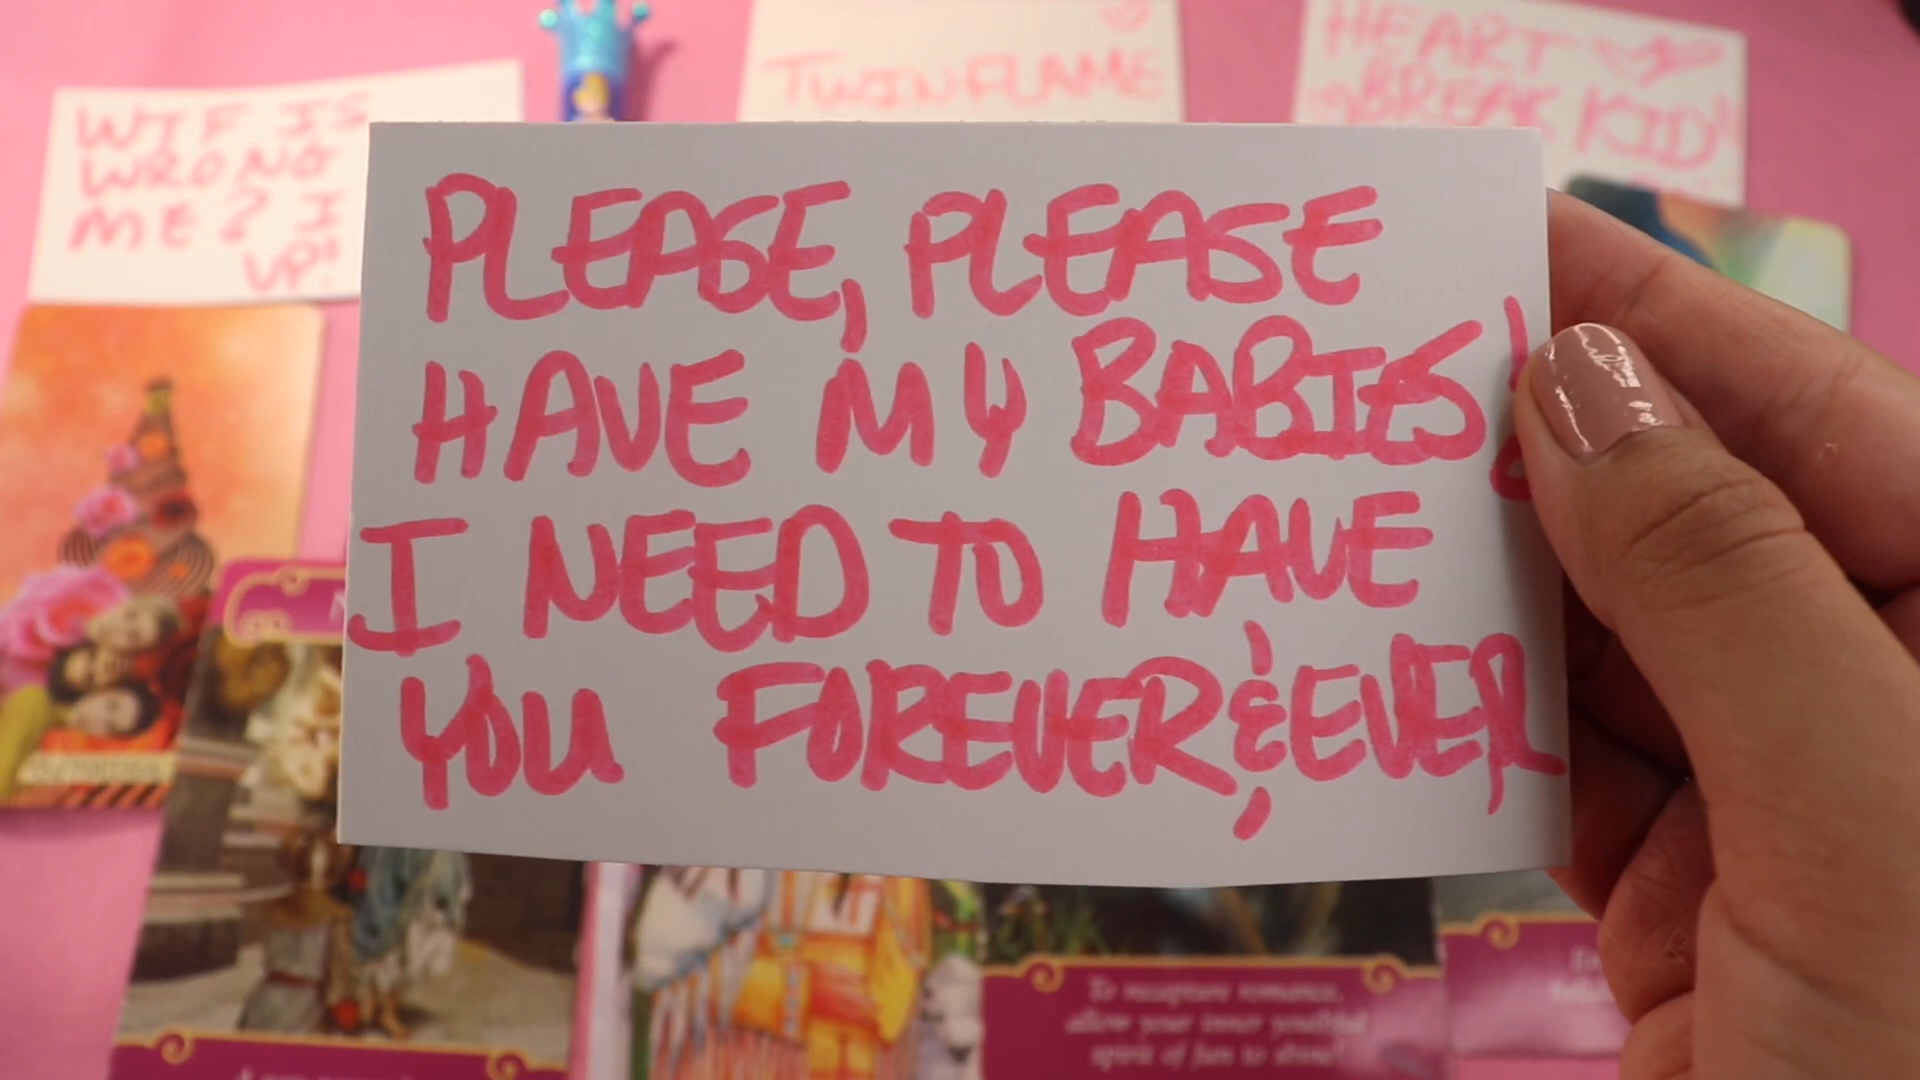 WTF IS
WRONG
ME? I
UP!
TWINFLAME
HEART
BREAK KID!
PLEASE, PLEASE
HAVE MY BABIES!
I NEED TO HAVE
YOU FOREVER & EVER
To recapture romance,
allow your inner youthful
spirit of fun to shine!